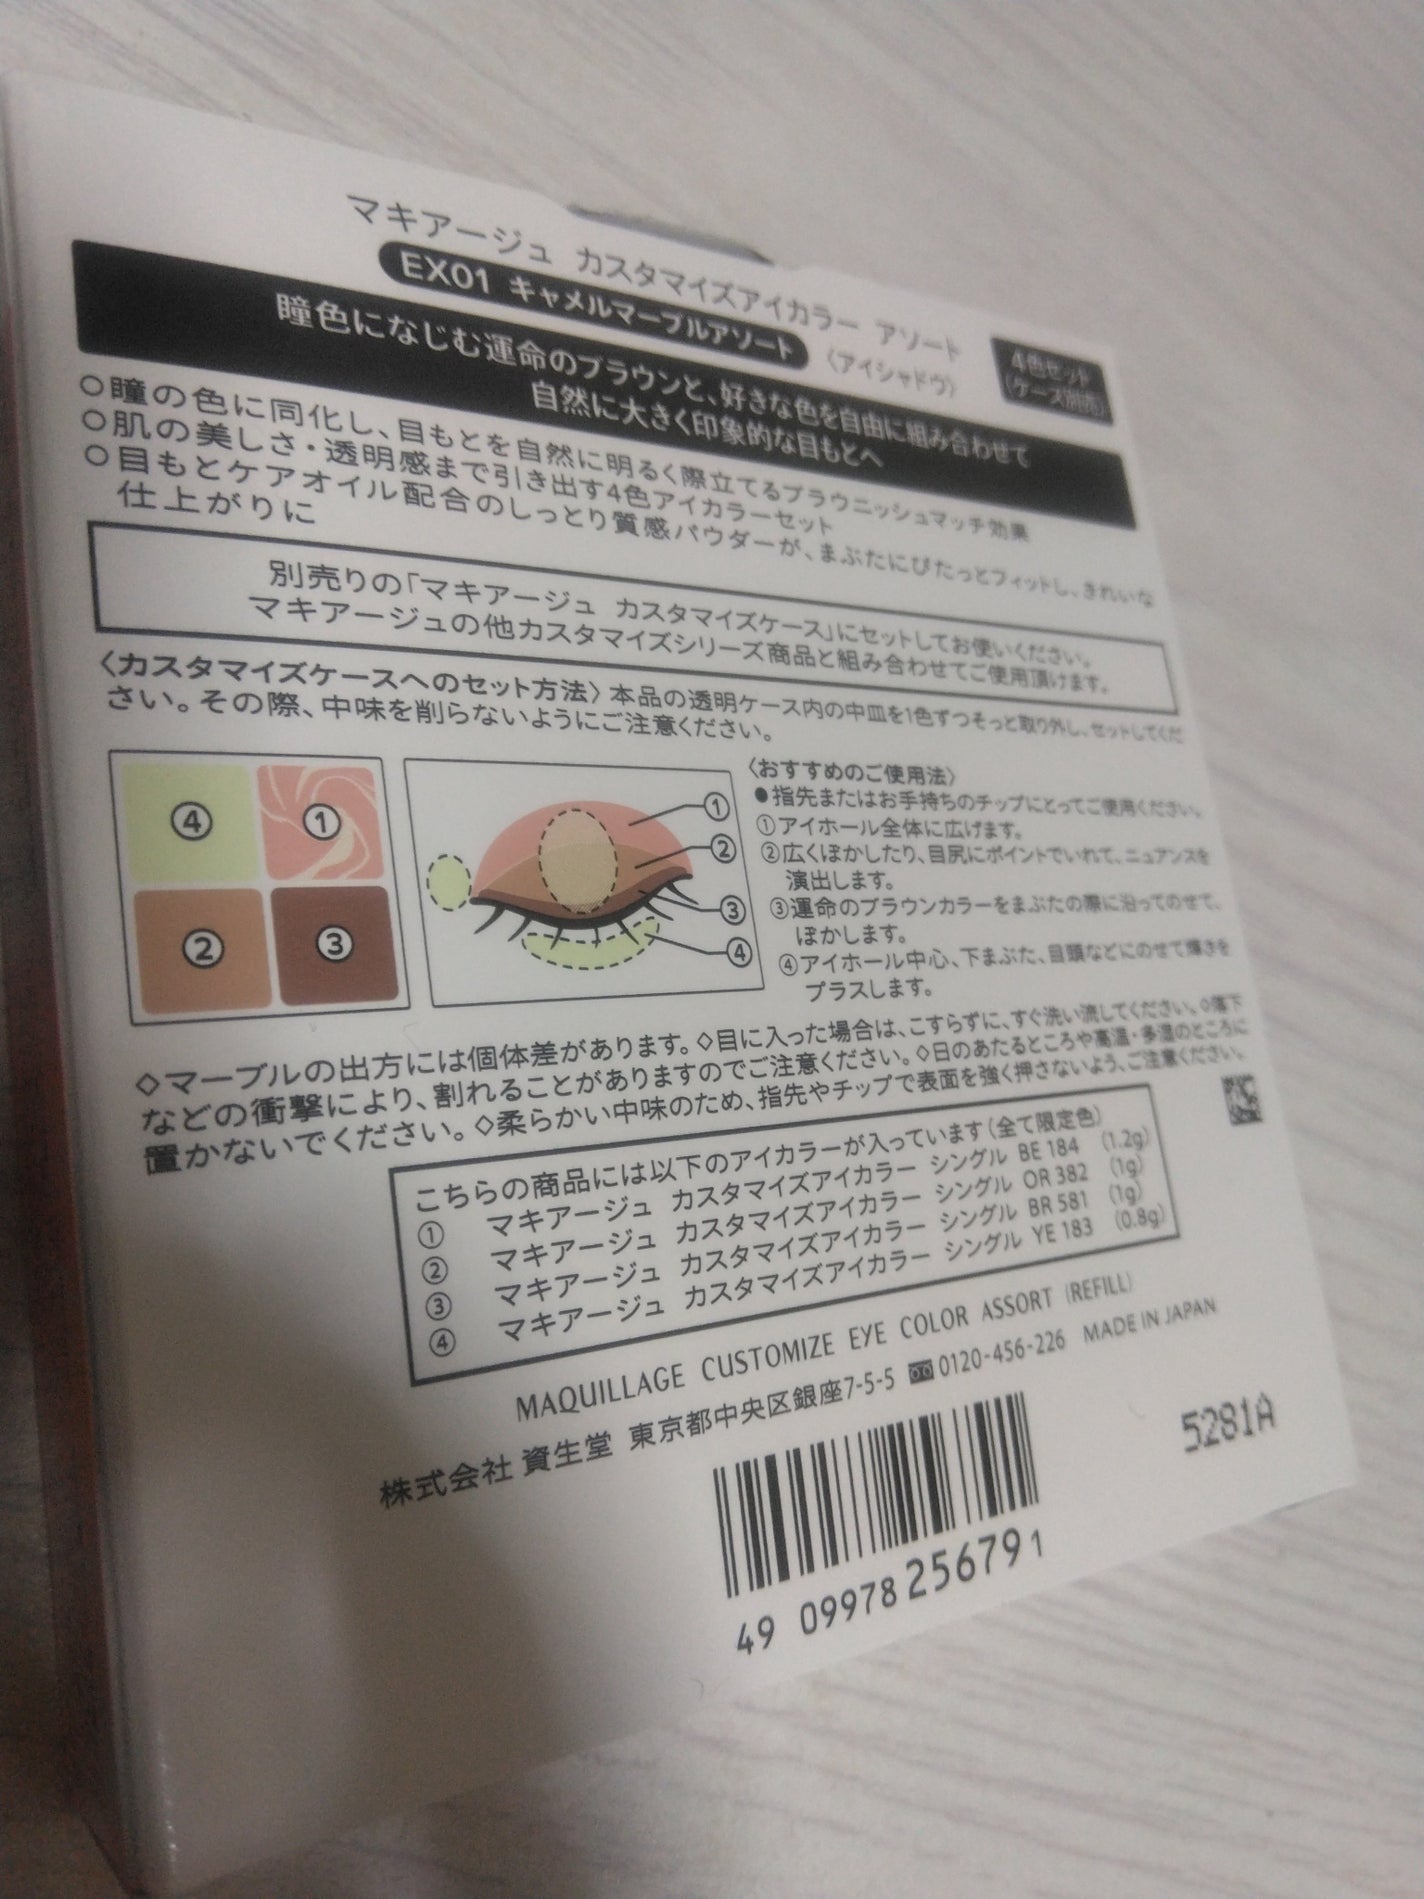 マキアージュ カスタマイズアイカラー アソート
EX01 キャメルマーブルアソート
〈アイシャドウ〉
4色セット
(ケース別売)
瞳色になじむ運命のブラウンと、好きな色を自由に組み合わせて
自然に大きく印象的な目もとへ
○瞳の色に同化し、目もとを自然に明るく際立てるブラウニッシュマッチ効果
○肌の美しさ・透明感まで引き出す4色アイカラーセット
○目もとケアオイル配合のしっとり質感パウダーが、まぶたにぴたっとフィットし、きれいな
仕上がりに
別売りの「マキアージュ カスタマイズケース」にセットしてお使いください。
マキアージュの他カスタマイズシリーズ商品と組み合わせてご使用頂けます。
〈カスタマイズケースへのセット方法〉本品の透明ケース内の中皿を1色ずつそっと取り外し、セットしてくだ
さい。その際、中味を削らないようにご注意ください。
④ ①
② ③
①
②
③
④
〈おすすめのご使用法〉
●指先またはお手持ちのチップにとってご使用ください。
①アイホール全体に広げます。
②広くぼかしたり、目尻にポイントでいれて、ニュアンスを
演出します。
③運命のブラウンカラーをまぶたの際に沿ってのせて、
ぼかします。
④アイホール中心、下まぶた、目頭などにのせて輝きを
プラスします。
◇マーブルの出方には個体差があります。◇目に入った場合は、こすらずに、すぐ洗い流してください。◇落下
などの衝撃により、割れることがありますのでご注意ください。◇日のあたるところや高温・多湿のところに
置かないでください。◇柔らかい中味のため、指先やチップで表面を強く押さないよう、ご注意ください。
こちらの商品には以下のアイカラーが入っています(全て限定色)
① マキアージュ カスタマイズアイカラー シングル BE 184 (1.2g)
② マキアージュ カスタマイズアイカラー シングル OR 382 (1g)
③ マキアージュ カスタマイズアイカラー シングル BR 581 (1g)
④ マキアージュ カスタマイズアイカラー シングル YE 183 (0.8g)
MAQUILLAGE CUSTOMIZE EYE COLOR ASSORT (REFILL)
株式会社 資生堂 東京都中央区銀座7-5-5 0120-456-226 MADE IN JAPAN
5281A
49 09978 25679 1